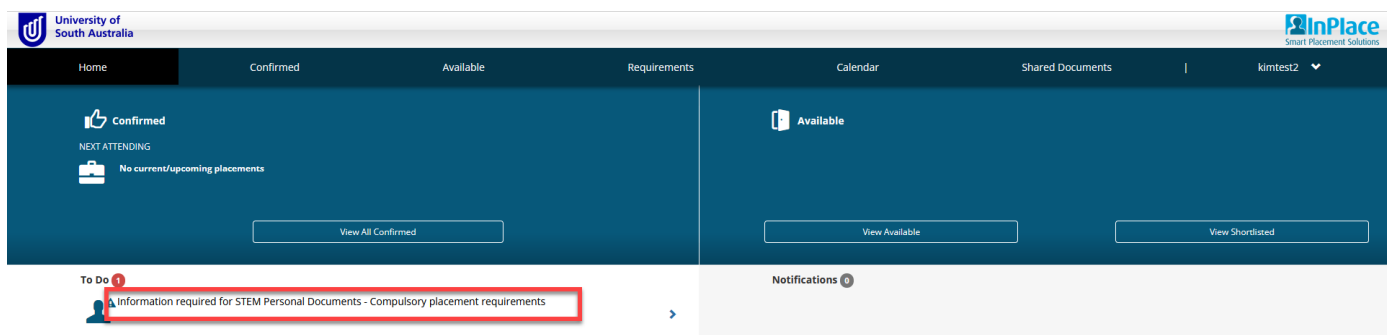 University of
South Australia
InPlace
Smart Placement Solutions
Home Confirmed Available Requirements Calendar Shared Documents | kimtest2
Confirmed
NEXT ATTENDING
No current/upcoming placements
View All Confirmed
Available
View Available View Shortlisted
To Do 1
Information required for STEM Personal Documents - Compulsory placement requirements
Notifications 0